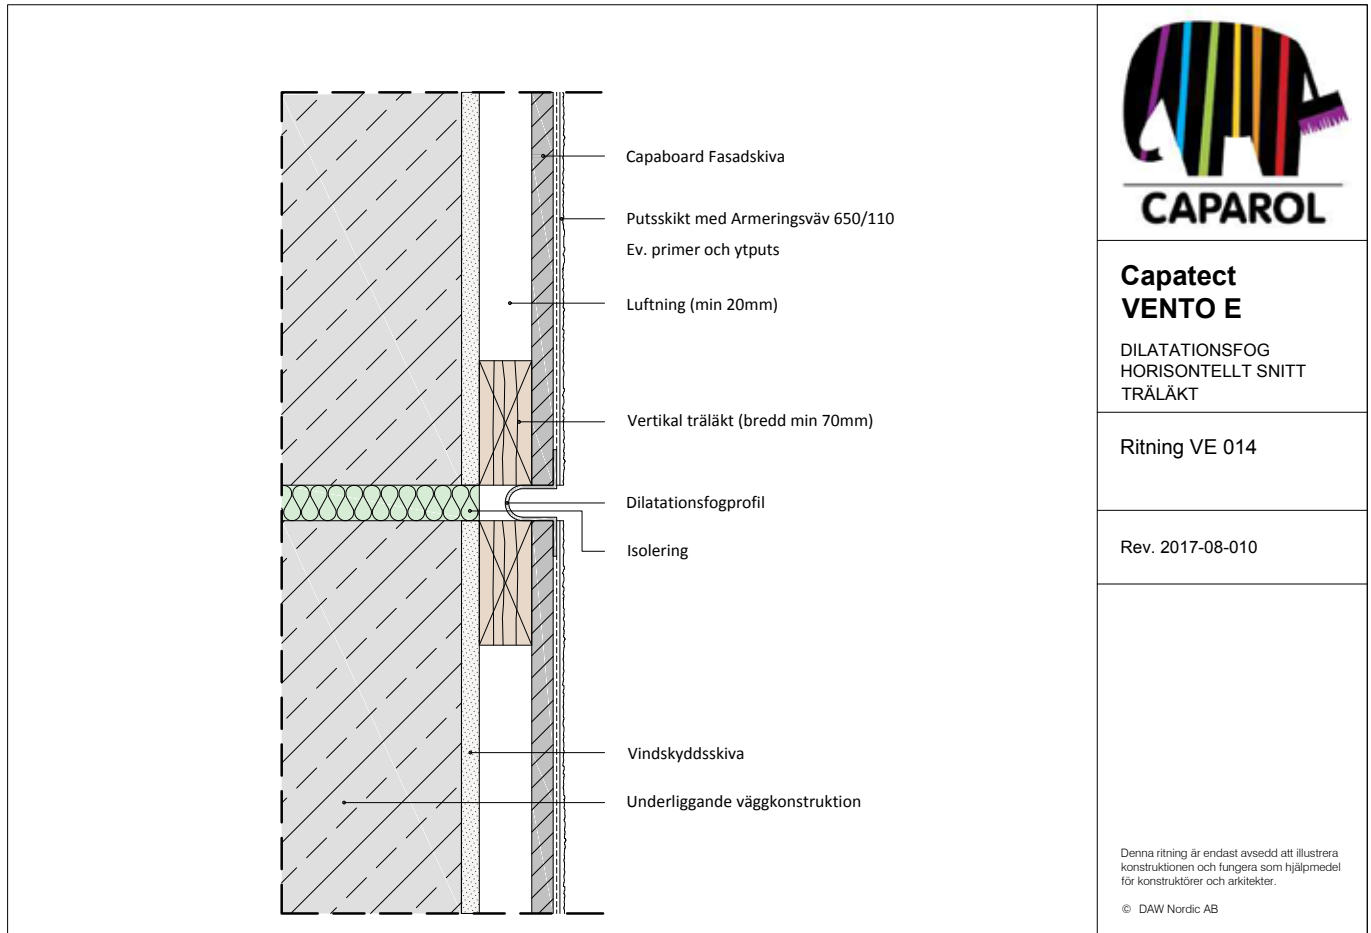 Capaboard Fasadskiva
Putsskikt med Armeringsväv 650/110
Ev. primer och ytputs
Luftning (min 20mm)
Vertikal träläkt (bredd min 70mm)
Dilatationsfogprofil
Isolering
Vindskyddsskiva
Underliggande väggkonstruktion
CAPAROL
Capatect
VENTO E
DILATATIONSFOG
HORISONTELLT SNITT
TRÄLÄKT
Ritning VE 014
Rev. 2017-08-010
Denna ritning är endast avsedd att illustrera
konstruktionen och fungera som hjälpmedel
för konstruktörer och arkitekter.
© DAW Nordic AB